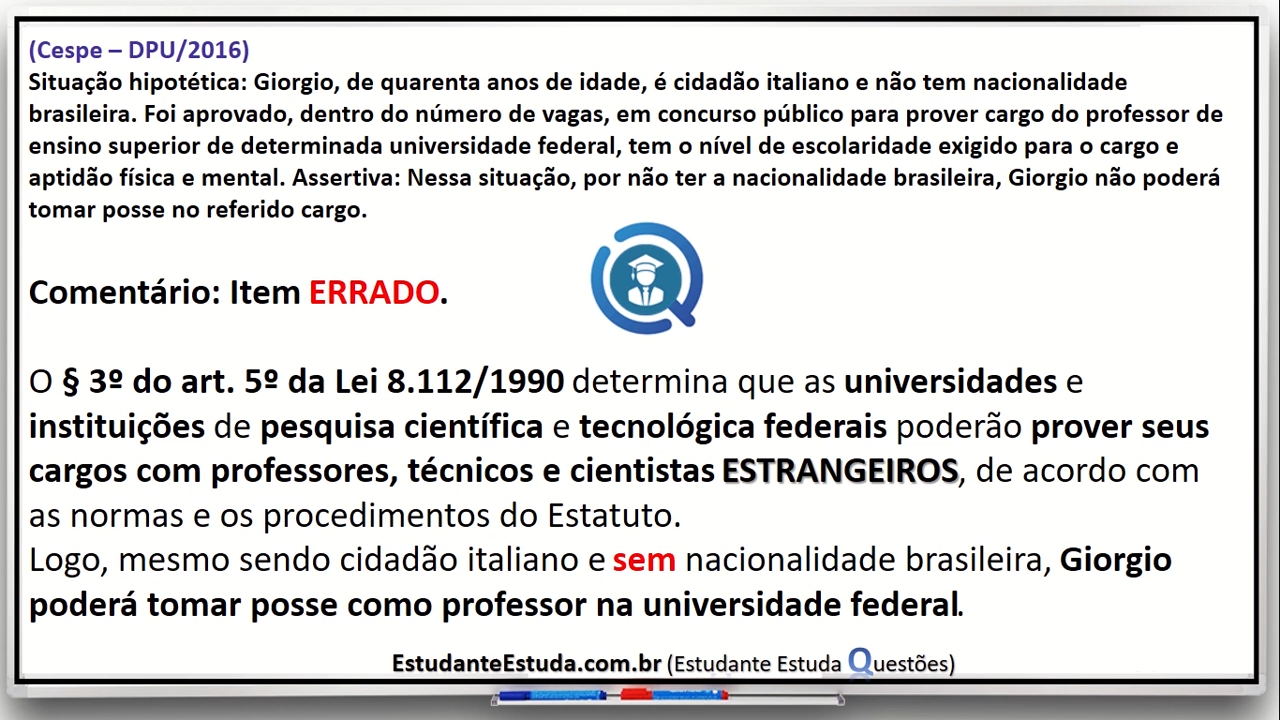 (Cespe – DPU/2016)
Situação hipotética: Giorgio, de quarenta anos de idade, é cidadão italiano e não tem nacionalidade
brasileira. Foi aprovado, dentro do número de vagas, em concurso público para prover cargo do professor de
ensino superior de determinada universidade federal, tem o nível de escolaridade exigido para o cargo e
aptidão física e mental. Assertiva: Nessa situação, por não ter a nacionalidade brasileira, Giorgio não poderá
tomar posse no referido cargo.
Comentário: Item ERRADO.
O § 3º do art. 5º da Lei 8.112/1990 determina que as universidades e
instituições de pesquisa científica e tecnológica federais poderão prover seus
cargos com professores, técnicos e cientistas ESTRANGEIROS, de acordo com
as normas e os procedimentos do Estatuto.
Logo, mesmo sendo cidadão italiano e sem nacionalidade brasileira, Giorgio
poderá tomar posse como professor na universidade federal.
EstudanteEstuda.com.br (Estudante Estuda Questões)